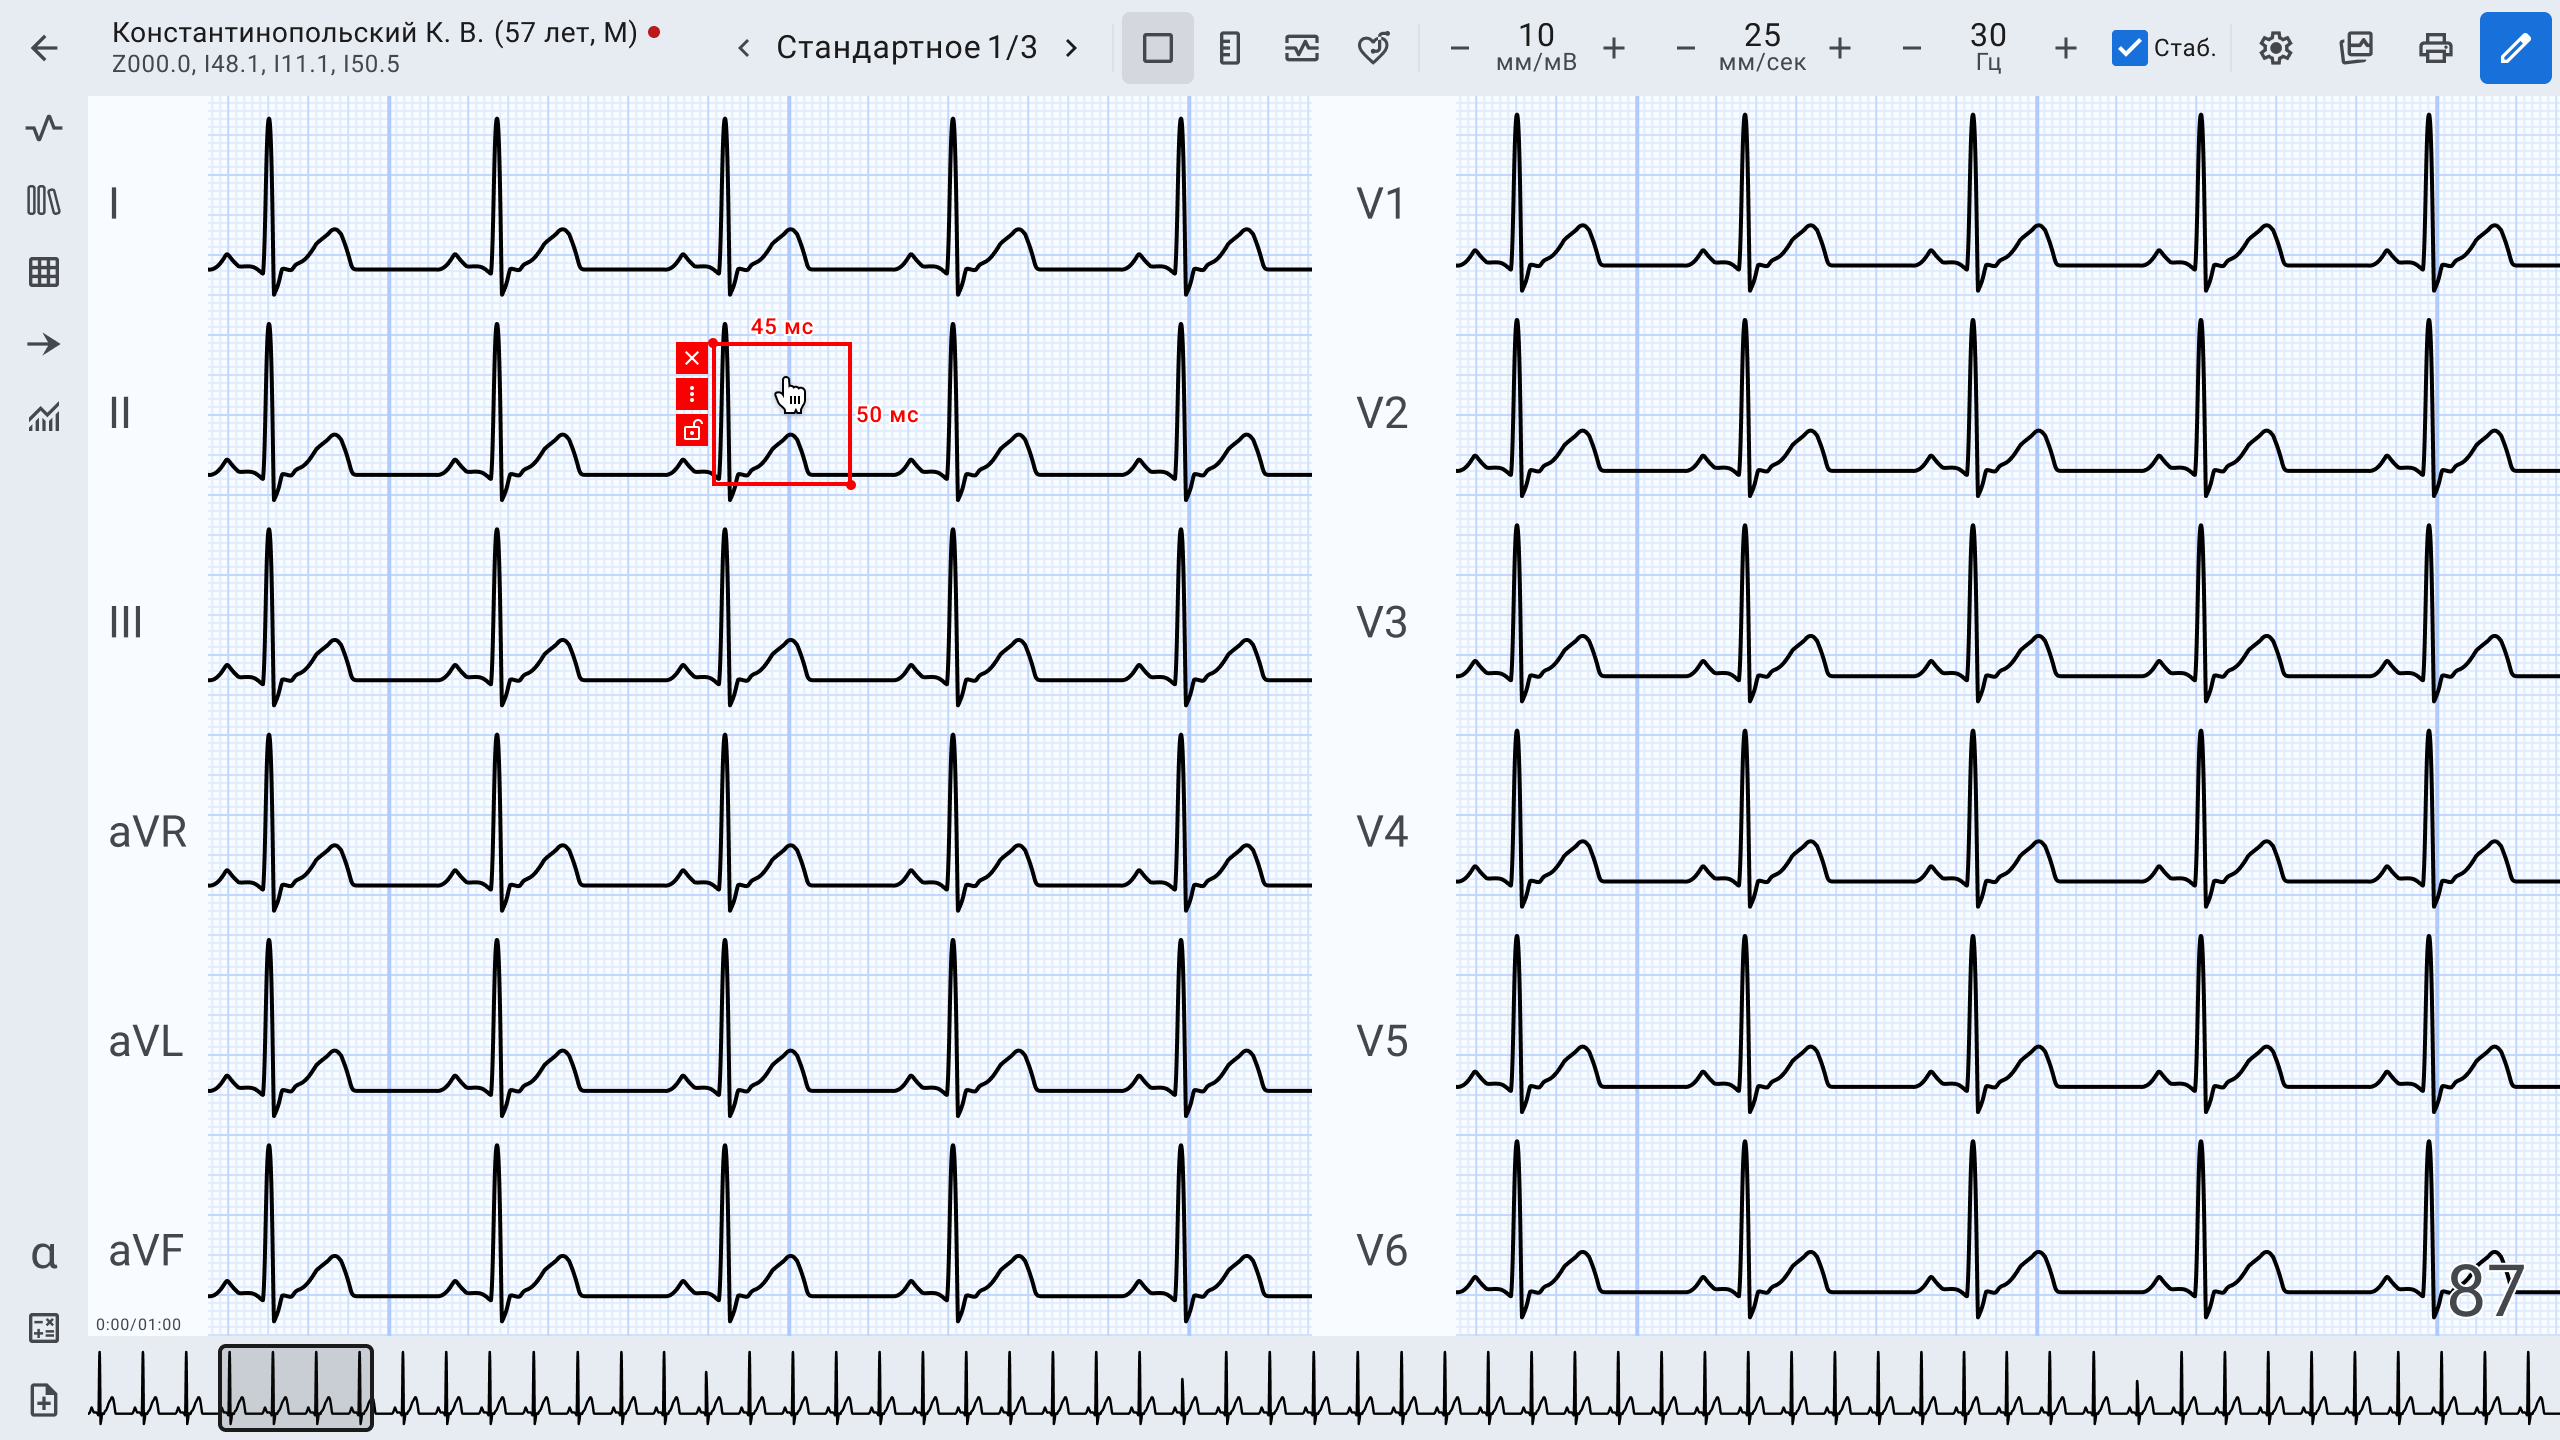 Константинопольский К. В. (57 лет, М)
Z000.0, I48.1, I11.1, I50.5
Стандартное 1/3
10
мм/мВ
25
мм/сек
30
Гц
Стаб.
I
V1
45 мс
50 мс
II
V2
III
V3
aVR
V4
aVL
V5
aVF
V6
87
α
0:00/01:00